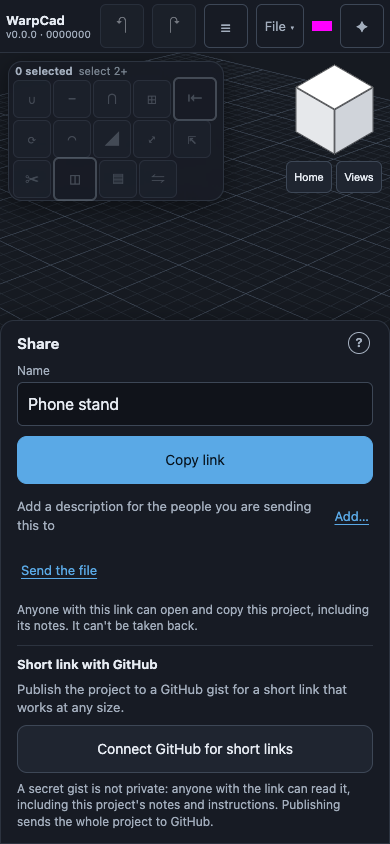 WarpCad
v0.0.0 · 0000000
File ▾
0 selected select 2+
Home
Views
Share
?
Name
Phone stand
Copy link
Add a description for the people you are sending
this to
Add...
Send the file
Anyone with this link can open and copy this project, including
its notes. It can't be taken back.
Short link with GitHub
Publish the project to a GitHub gist for a short link that
works at any size.
Connect GitHub for short links
A secret gist is not private: anyone with the link can read it,
including this project's notes and instructions. Publishing
sends the whole project to GitHub.